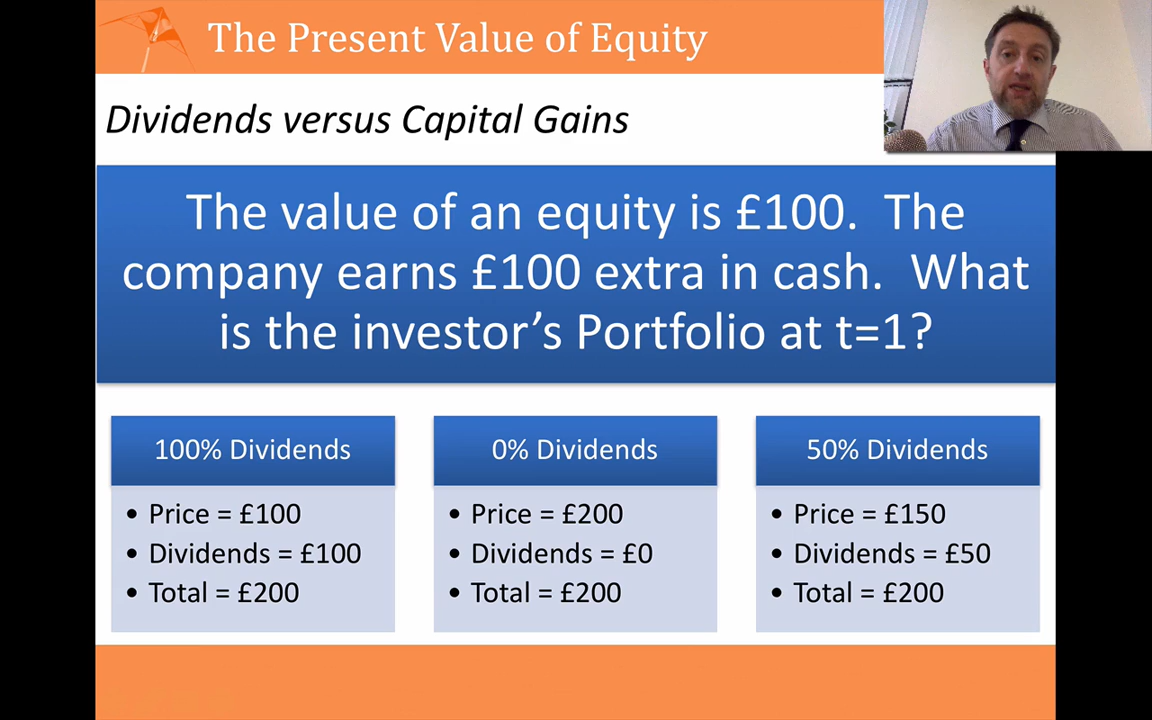 The Present Value of Equity
Dividends versus Capital Gains
The value of an equity is £100.  The
company earns £100 extra in cash.  What
is the investor’s Portfolio at t=1?
100% Dividends
• Price = £100
• Dividends = £100
• Total = £200
0% Dividends
• Price = £200
• Dividends = £0
• Total = £200
50% Dividends
• Price = £150
• Dividends = £50
• Total = £200